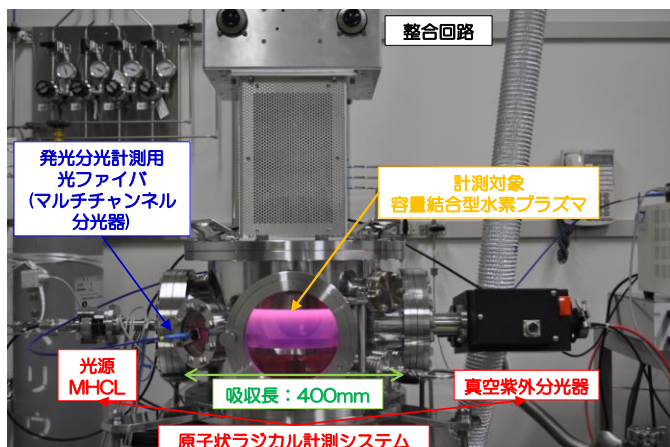 整合回路
発光分光計測用
光ファイバ
(マルチチャンネル
分光器)
計測対象
容量結合型水素プラズマ
光源
MHCL
吸収長：400mm
真空紫外分光器
原子状ラジカル計測システム